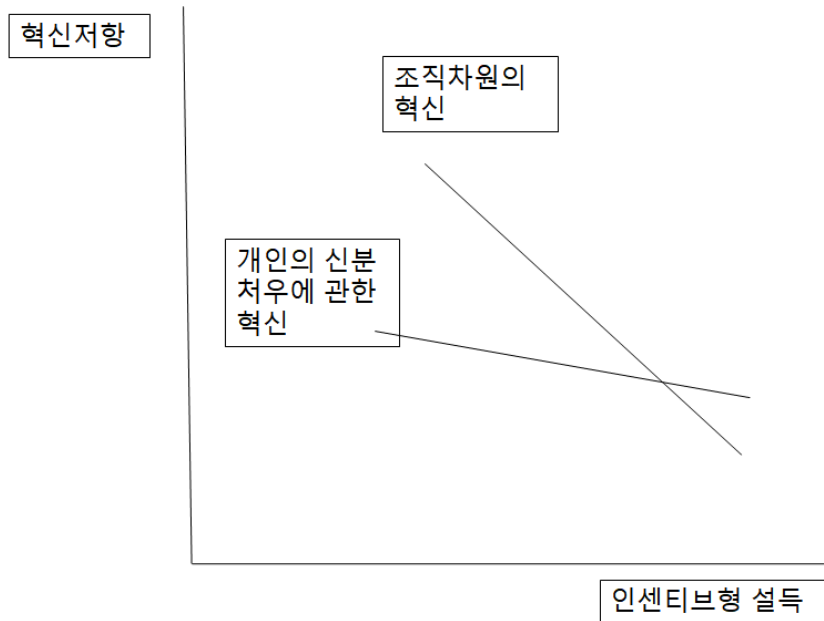 혁신저항
조직차원의
혁신
개인의 신분
처우에 관한
혁신
인센티브형 설득